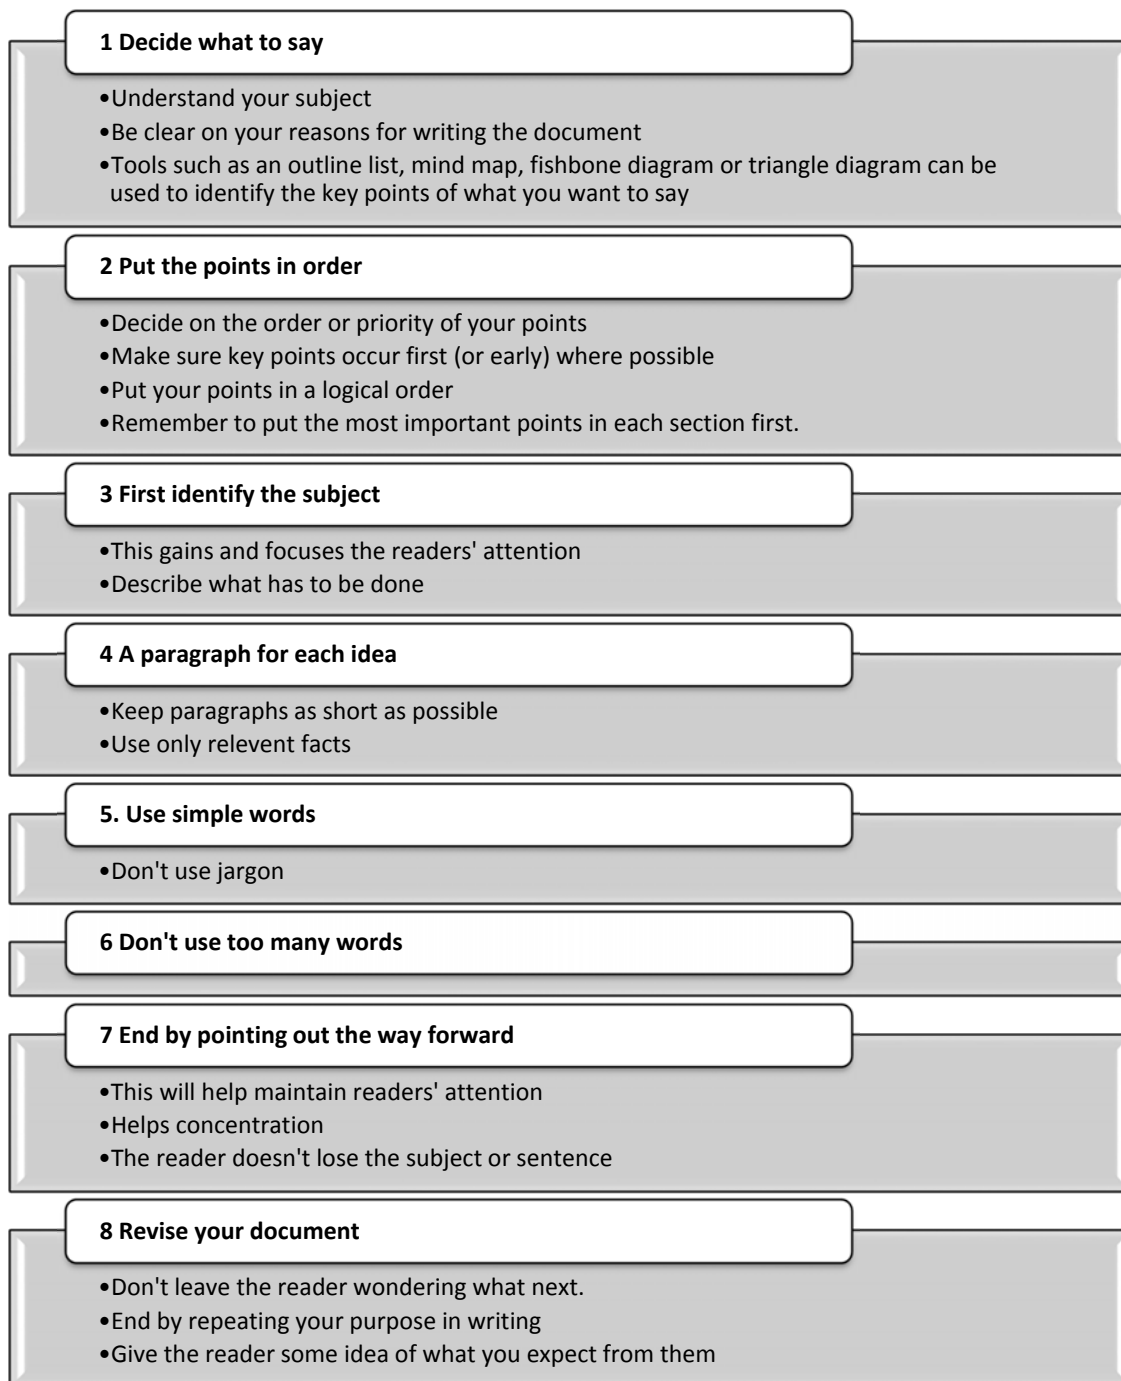 1 Decide what to say
•Understand your subject
•Be clear on your reasons for writing the document
•Tools such as an outline list, mind map, fishbone diagram or triangle diagram can be
used to identify the key points of what you want to say
2 Put the points in order
•Decide on the order or priority of your points
•Make sure key points occur first (or early) where possible
•Put your points in a logical order
•Remember to put the most important points in each section first.
3 First identify the subject
•This gains and focuses the readers' attention
•Describe what has to be done
4 A paragraph for each idea
•Keep paragraphs as short as possible
•Use only relevent facts
5. Use simple words
•Don't use jargon
6 Don't use too many words
7 End by pointing out the way forward
•This will help maintain readers' attention
•Helps concentration
•The reader doesn't lose the subject or sentence
8 Revise your document
•Don't leave the reader wondering what next.
•End by repeating your purpose in writing
•Give the reader some idea of what you expect from them